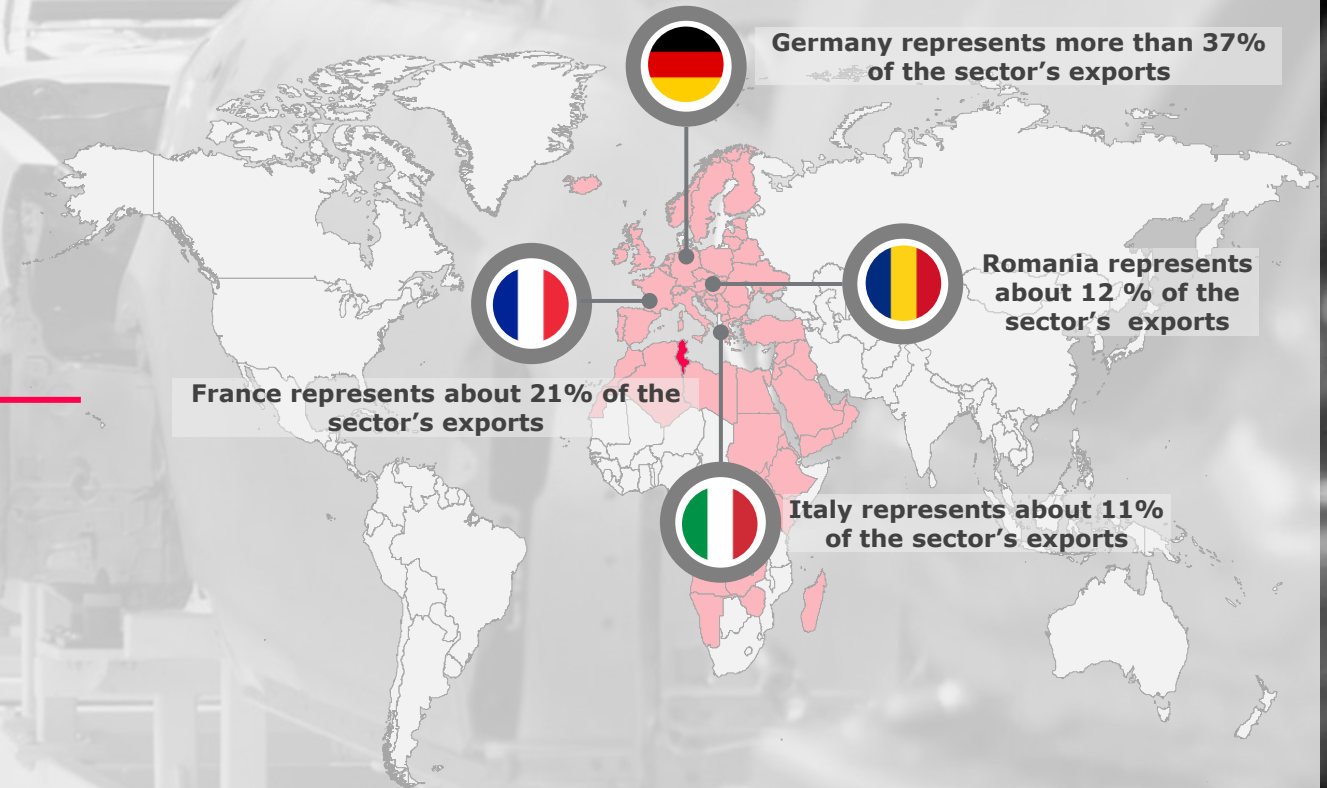 Germany represents more than 37%
of the sector’s exports
Romania represents
about 12 % of the
sector’s  exports
France represents about 21% of the
sector’s exports
Italy represents about 11%
of the sector’s exports